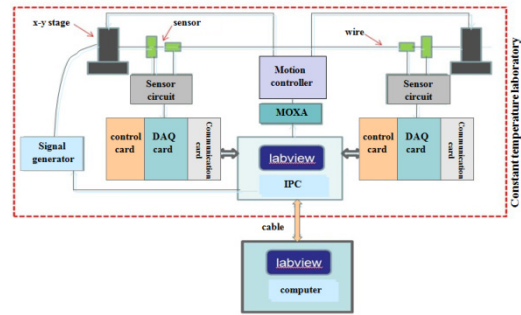 x-y stage
sensor
wire
Sensor
circuit
Motion
controller
Sensor
circuit
MOXA
Signal
generator
control
card
DAQ
card
Communication
card
labview
IPC
control
card
DAQ
card
Communication
card
Constant temperature laboratory
cable
labview
computer